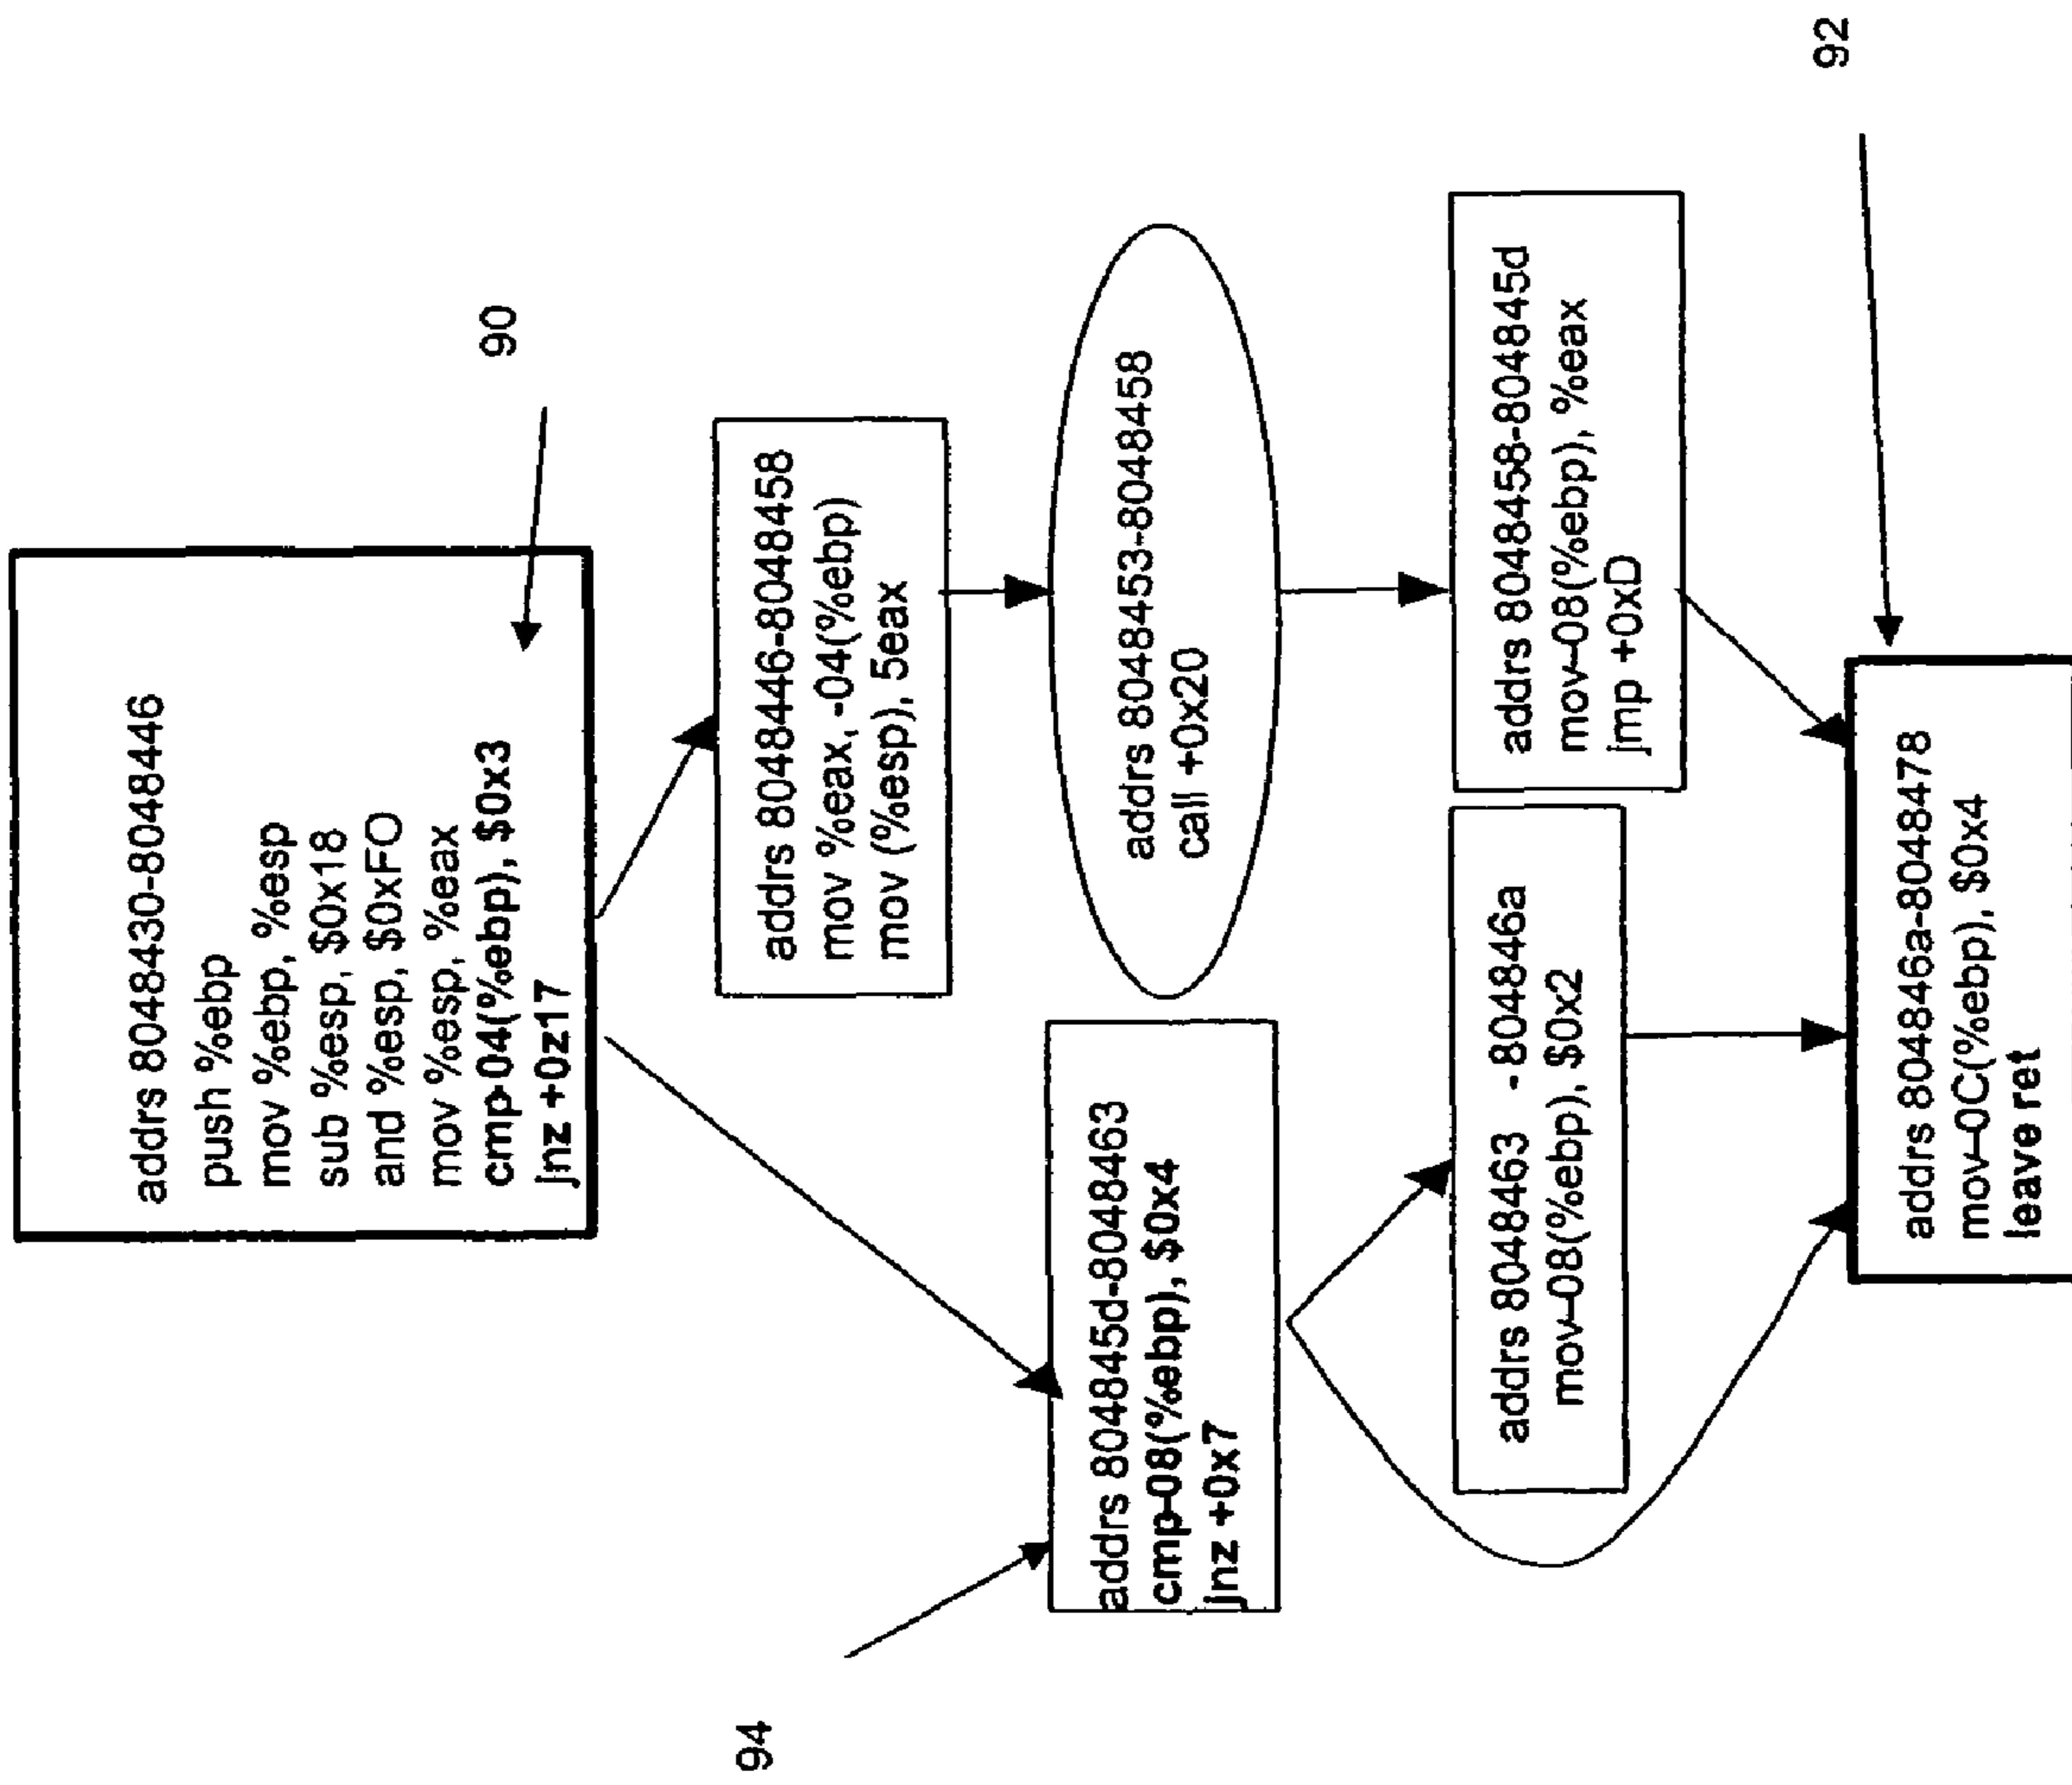 addrs 8048430-8048446
push %ebp
mov %ebp, %esp
sub %esp, $0x18
and %esp, $0xFO
mov %esp, %eax
cmp-04(%ebp), $0x3
jnz +0z17
90
addrs 8048446-8048458
mov %eax, -04(%ebp)
mov (%esp), 5eax
94
addrs 804845d-8048463
cmp-08(%ebp), $0x4
jnz +0x7
addrs 8048453-8048458
call +0x20
addrs 8048463 -804846a
mov-08(%ebp), $0x2
addrs 8048458-804845d
mov-08(%ebp), %eax
jmp +0xD
92
addrs 804846a-8048478
mov-0C(%ebp), $0x4
leave ret